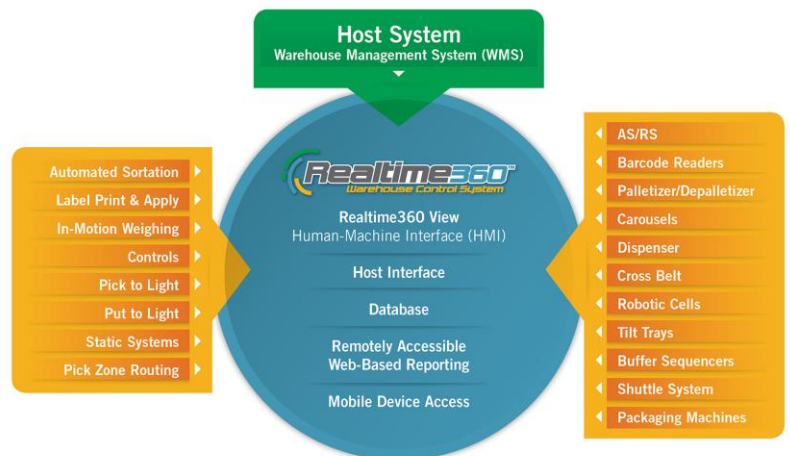 Host System
Warehouse Management System (WMS)
Automated Sortation
Label Print & Apply
In-Motion Weighing
Controls
Pick to Light
Put to Light
Static Systems
Pick Zone Routing
Realtime360™
Warehouse Control System
Realtime360 View
Human-Machine Interface (HMI)
Host Interface
Database
Remotely Accessible
Web-Based Reporting
Mobile Device Access
AS/RS
Barcode Readers
Palletizer/Depalletizer
Carousels
Dispenser
Cross Belt
Robotic Cells
Tilt Trays
Buffer Sequencers
Shuttle System
Packaging Machines